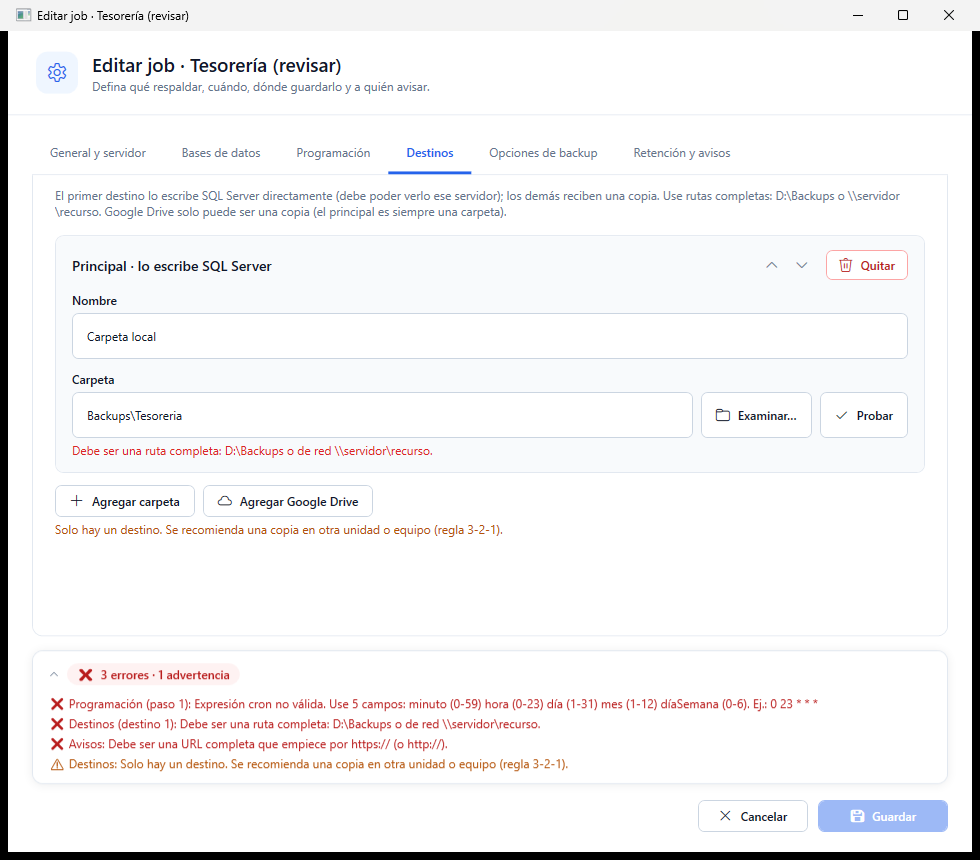 Editar job · Tesorería (revisar)
Editar job · Tesorería (revisar)
Defina qué respaldar, cuándo, dónde guardarlo y a quién avisar.
General y servidor
Bases de datos
Programación
Destinos
Opciones de backup
Retención y avisos
El primer destino lo escribe SQL Server directamente (debe poder verlo ese servidor); los demás reciben una copia. Use rutas completas: D:\Backups o \\servidor
\recurso. Google Drive solo puede ser una copia (el principal es siempre una carpeta).
Principal · lo escribe SQL Server
Quitar
Nombre
Carpeta local
Carpeta
Backups\Tesoreria
Examinar...
Probar
Debe ser una ruta completa: D:\Backups o de red \\servidor\recurso.
Agregar carpeta
Agregar Google Drive
Solo hay un destino. Se recomienda una copia en otra unidad o equipo (regla 3-2-1).
3 errores · 1 advertencia
Programación (paso 1): Expresión cron no válida. Use 5 campos: minuto (0-59) hora (0-23) día (1-31) mes (1-12) díaSemana (0-6). Ej.: 0 23 * * *
Destinos (destino 1): Debe ser una ruta completa: D:\Backups o de red \\servidor\recurso.
Avisos: Debe ser una URL completa que empiece por https:// (o http://).
Destinos: Solo hay un destino. Se recomienda una copia en otra unidad o equipo (regla 3-2-1).
Cancelar
Guardar